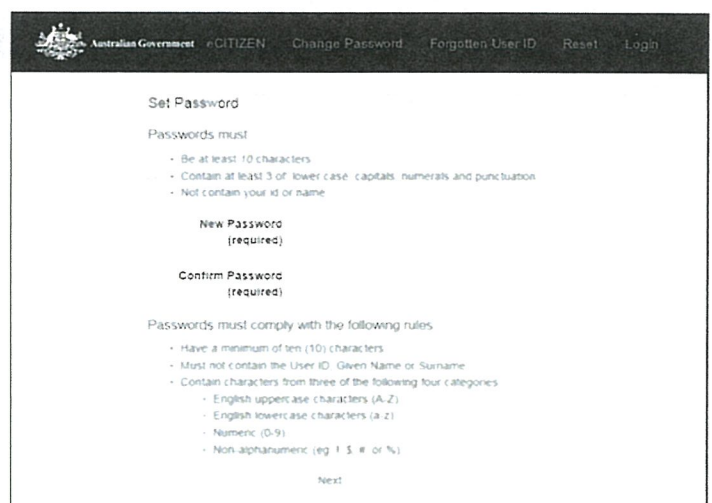 Australian Government eCITIZEN Change Password Forgotten User ID Reset Login
Set Password
Passwords must
- Be at least 10 characters
- Contain at least 3 of lower case, capitals, numerals and punctuation
- Not contain your id or name
New Password
(required)
Confirm Password
(required)
Passwords must comply with the following rules
- Have a minimum of ten (10) characters
- Must not contain the User ID, Given Name or Surname
- Contain characters from three of the following four categories
- English uppercase characters (A-Z)
- English lowercase characters (a-z)
- Numeric (0-9)
- Non-alphanumeric (eg. !, $, #, or %)
Next